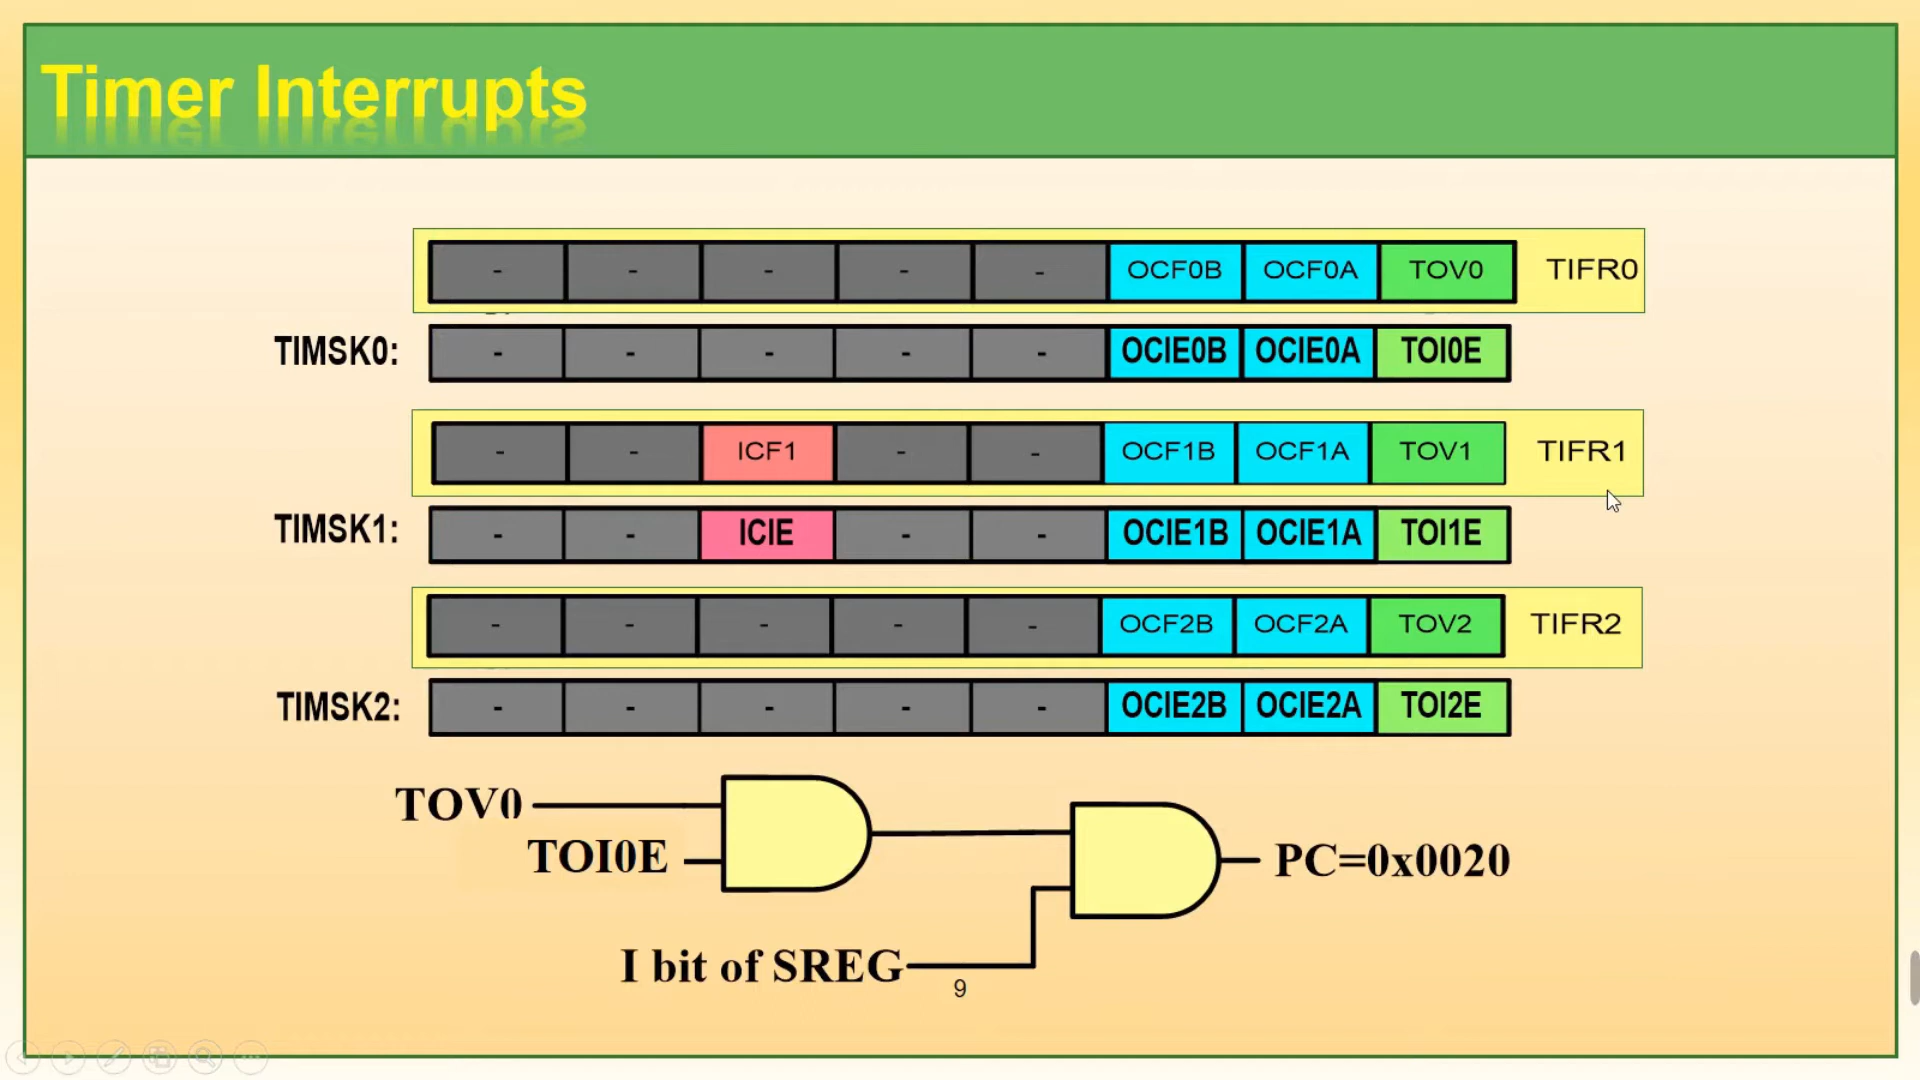 Timer Interrupts
- - - - - OCF0B OCF0A TOV0 TIFR0
TIMSK0: - - - - - OCIE0B OCIE0A TOI0E
- - ICF1 - - OCF1B OCF1A TOV1 TIFR1
TIMSK1: - - ICIE - - OCIE1B OCIE1A TOI1E
- - - - - OCF2B OCF2A TOV2 TIFR2
TIMSK2: - - - - - OCIE2B OCIE2A TOI2E
TOV0
TOI0E
PC=0x0020
I bit of SREG
9